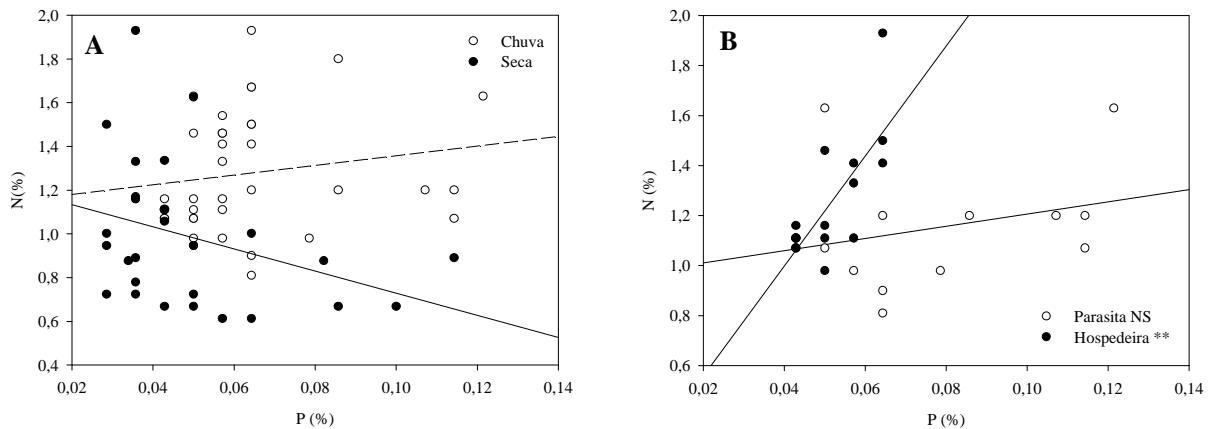 A
Chuva
Seca
N(%)
2,0
1,8
1,6
1,4
1,2
1,0
0,8
0,6
0,4
0,02 0,04 0,06 0,08 0,10 0,12 0,14
P (%)
B
N (%)
2,0
1,8
1,6
1,4
1,2
1,0
0,8
0,6
Parasita NS
Hospedeira **
0,02 0,04 0,06 0,08 0,10 0,12 0,14
P (%)